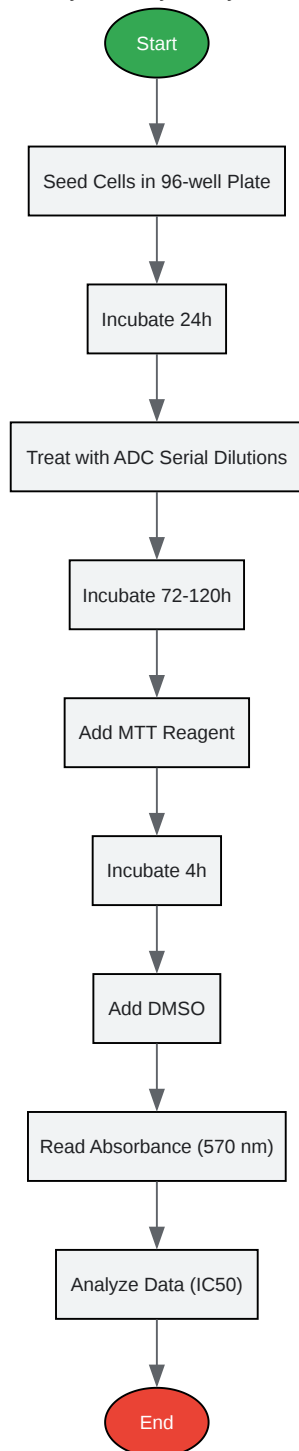 Start
Seed Cells in 96-well Plate
Incubate 24h
Treat with ADC Serial Dilutions
Incubate 72-120h
Add MTT Reagent
Incubate 4h
Add DMSO
Read Absorbance (570 nm)
Analyze Data (IC50)
End